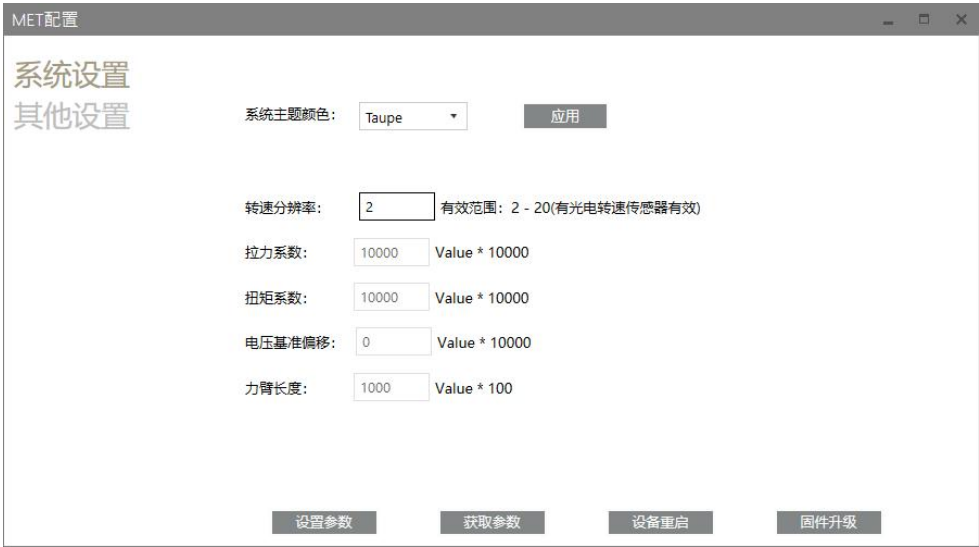 MET配置
系统设置
其他设置
系统主题颜色： Taupe 应用
转速分辨率： 2 有效范围：2 - 20(有光电转速传感器有效)
拉力系数： 10000 Value * 10000
扭矩系数： 10000 Value * 10000
电压基准偏移： 0 Value * 10000
力臂长度： 1000 Value * 100
设置参数 获取参数 设备重启 固件升级